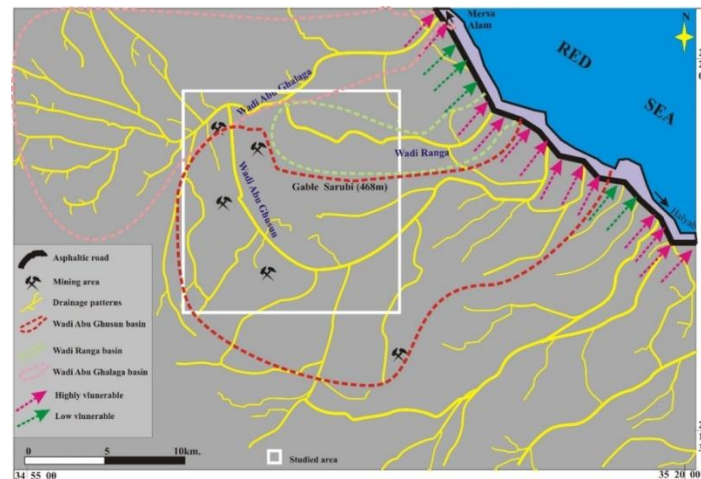 Mersa
Alam
N
RED
SEA
Wadi Abu Ghalaga
Wadi Ranga
Gable Sarubi (468m)
Wadi Abu Ghusun
Halyab
Asphaltic road
Mining area
Drainage patterns
Wadi Abu Ghusun basin
Wadi Ranga basin
Wadi Abu Ghalaga basin
Highly vlunerable
Low vlunerable
0 5 10km.
Studied area
34 55 00
35 20 00